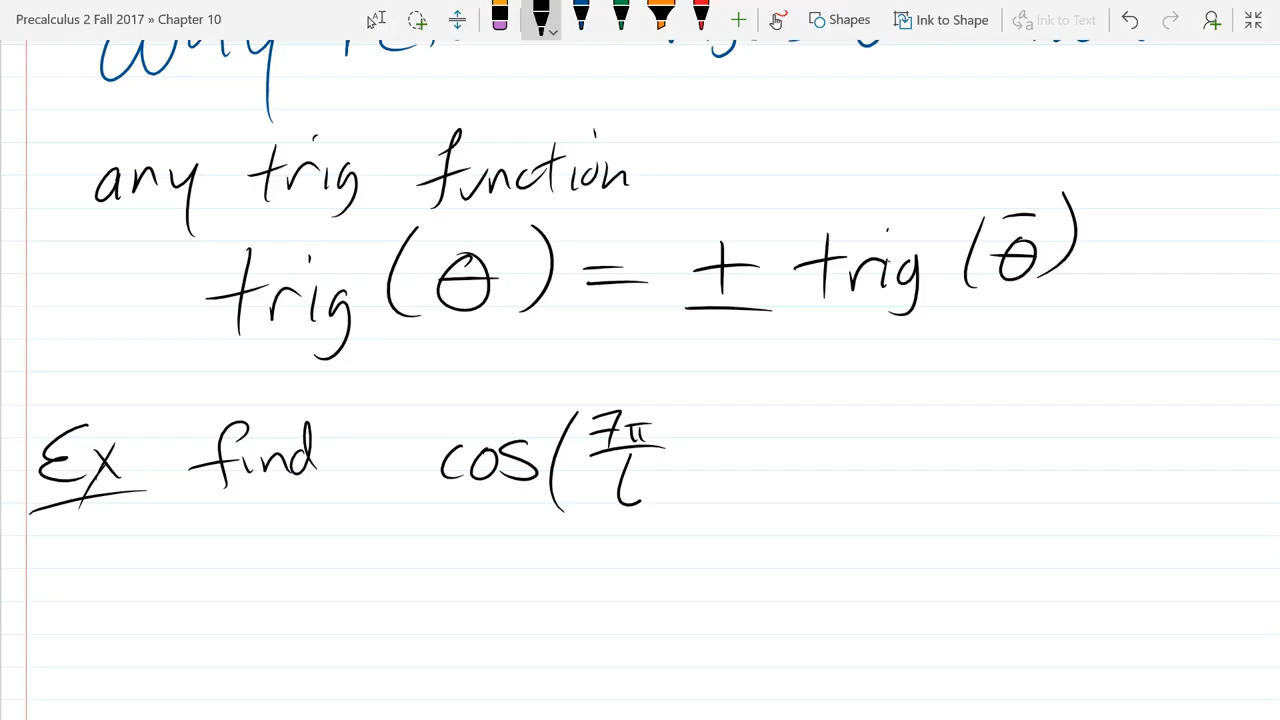 Precalculus 2 Fall 2017 » Chapter 10
Shapes
Ink to Shape
Ink to Text
Why
any trig function
trig(θ) = ± trig(θ̄)
Ex find cos(7π/